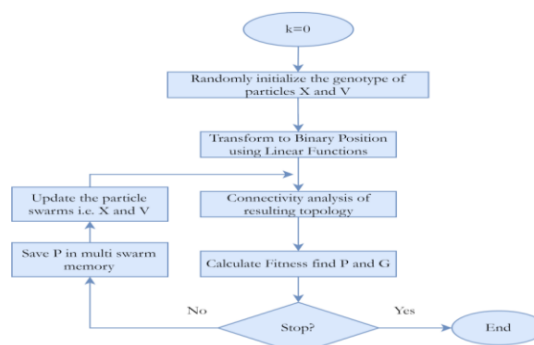 k=0
Randomly initialize the genotype of
particles X and V
Transform to Binary Position
using Linear Functions
Update the particle
swarms i.e. X and V
Connectivity analysis of
resulting topology
Save P in multi swarm
memory
Calculate Fitness find P and G
No
Stop?
Yes
End